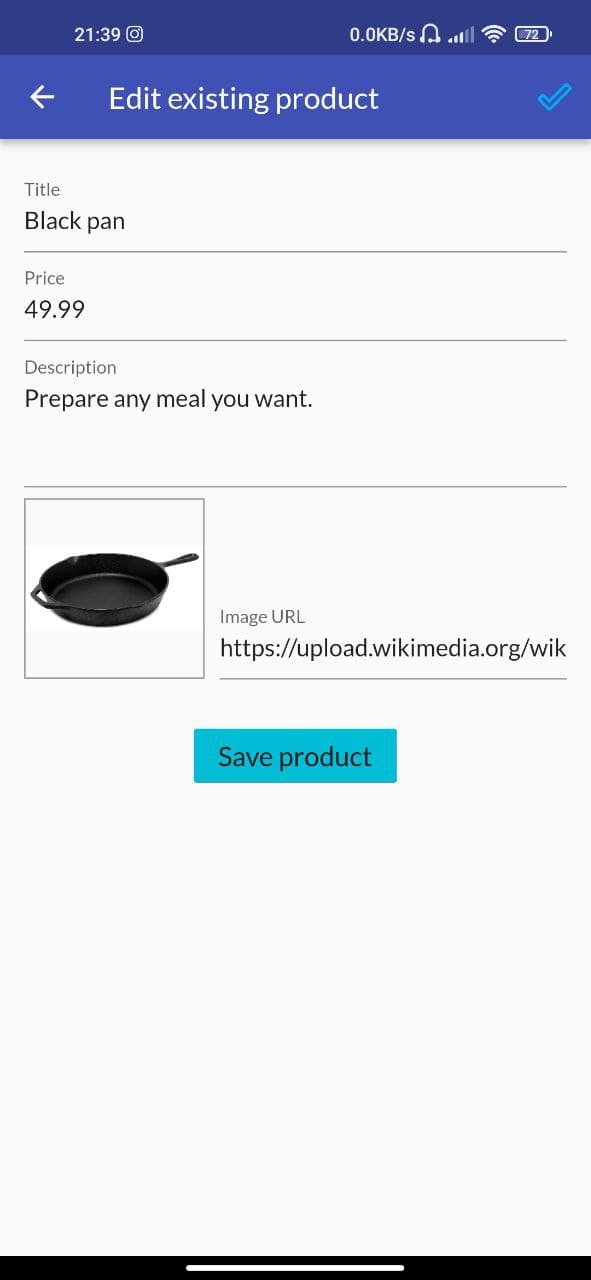 21:39 0.0KB/s 72
Edit existing product
Title
Black pan
Price
49.99
Description
Prepare any meal you want.
Image URL
https://upload.wikimedia.org/wik
Save product